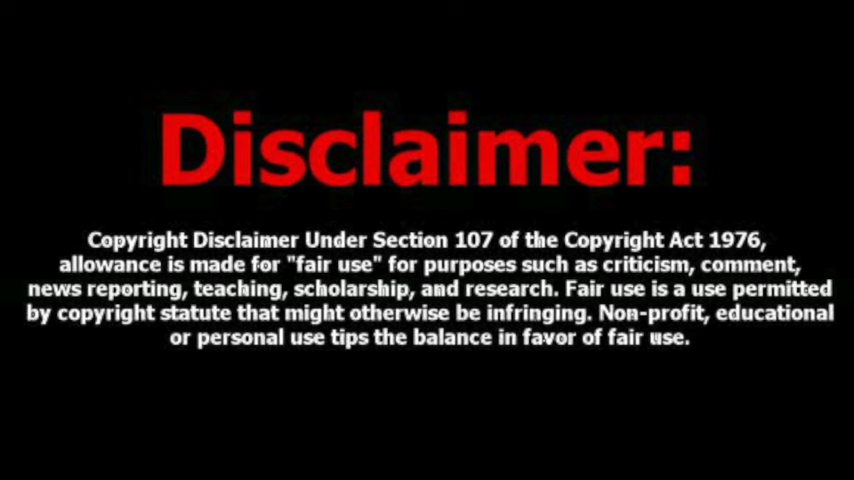 Disclaimer:
Copyright Disclaimer Under Section 107 of the Copyright Act 1976,
allowance is made for "fair use" for purposes such as criticism, comment,
news reporting, teaching, scholarship, and research. Fair use is a use permitted
by copyright statute that might otherwise be infringing. Non-profit, educational
or personal use tips the balance in favor of fair use.